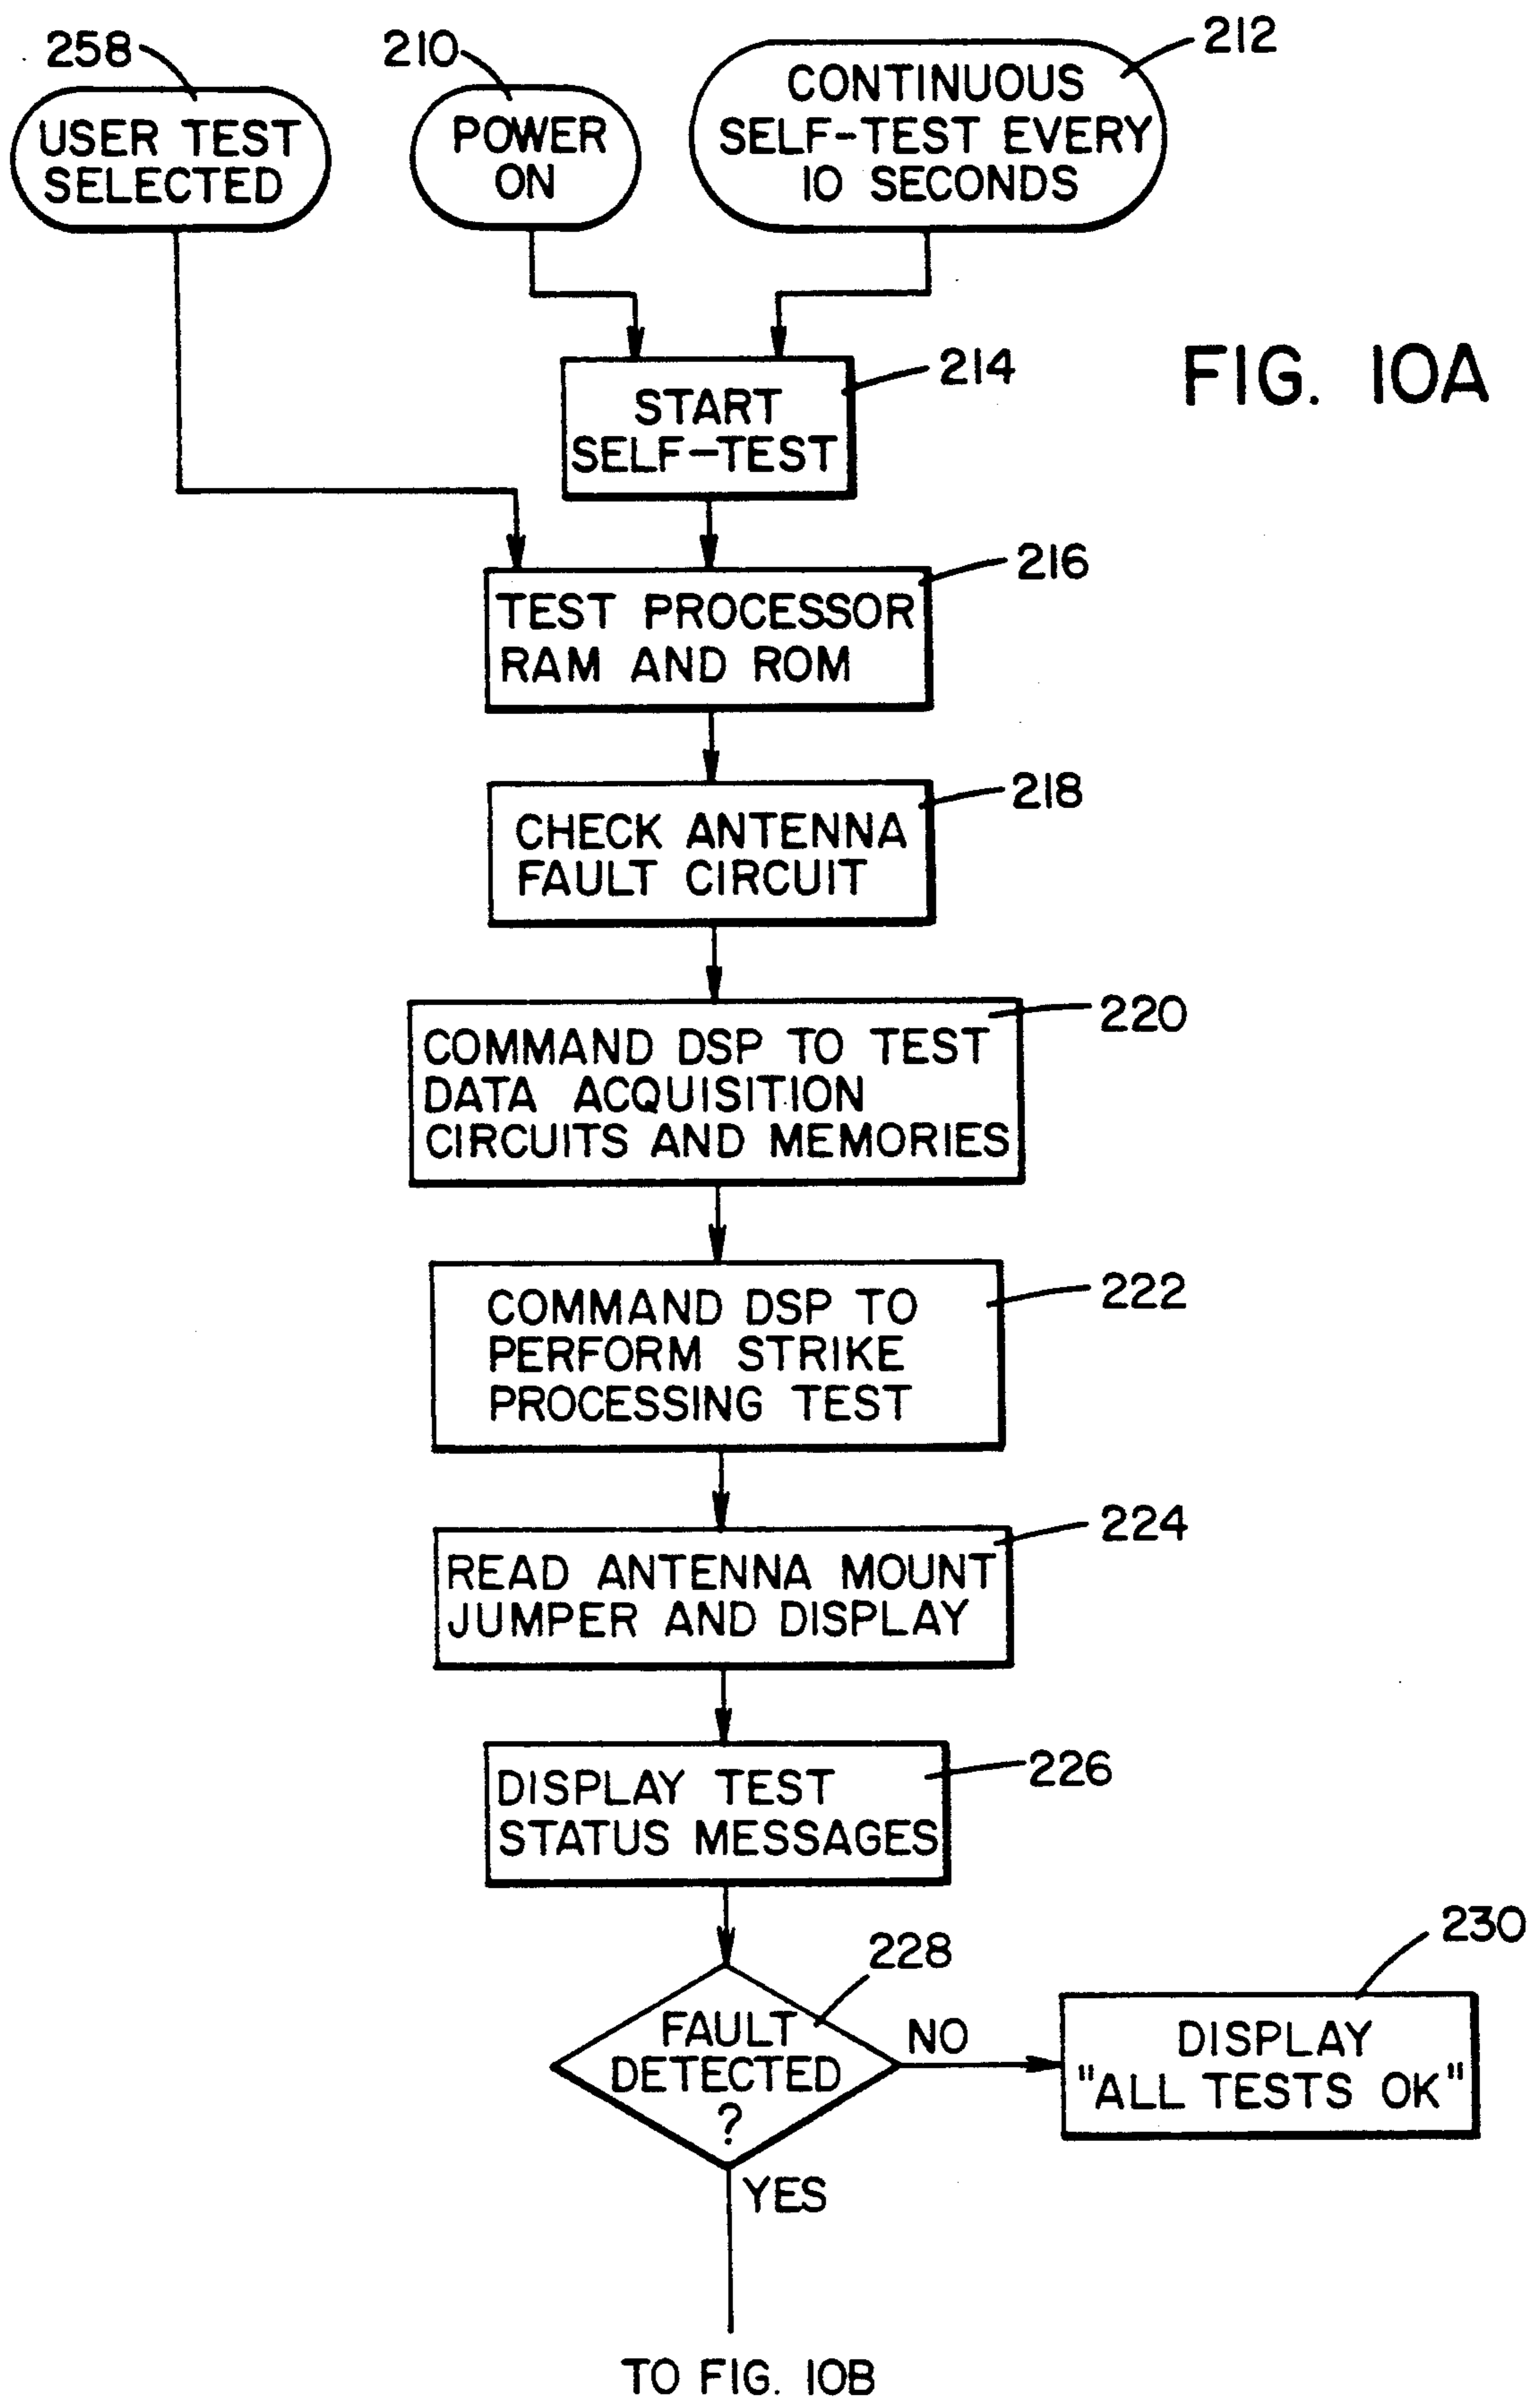 258
210
212
USER TEST
SELECTED
POWER
ON
CONTINUOUS
SELF-TEST EVERY
10 SECONDS
FIG. 10A
214
START
SELF-TEST
216
TEST PROCESSOR
RAM AND ROM
218
CHECK ANTENNA
FAULT CIRCUIT
220
COMMAND DSP TO TEST
DATA ACQUISITION
CIRCUITS AND MEMORIES
222
COMMAND DSP TO
PERFORM STRIKE
PROCESSING TEST
224
READ ANTENNA MOUNT
JUMPER AND DISPLAY
226
DISPLAY TEST
STATUS MESSAGES
228
FAULT
DETECTED
?
NO
230
DISPLAY
"ALL TESTS OK"
YES
TO FIG. 10B